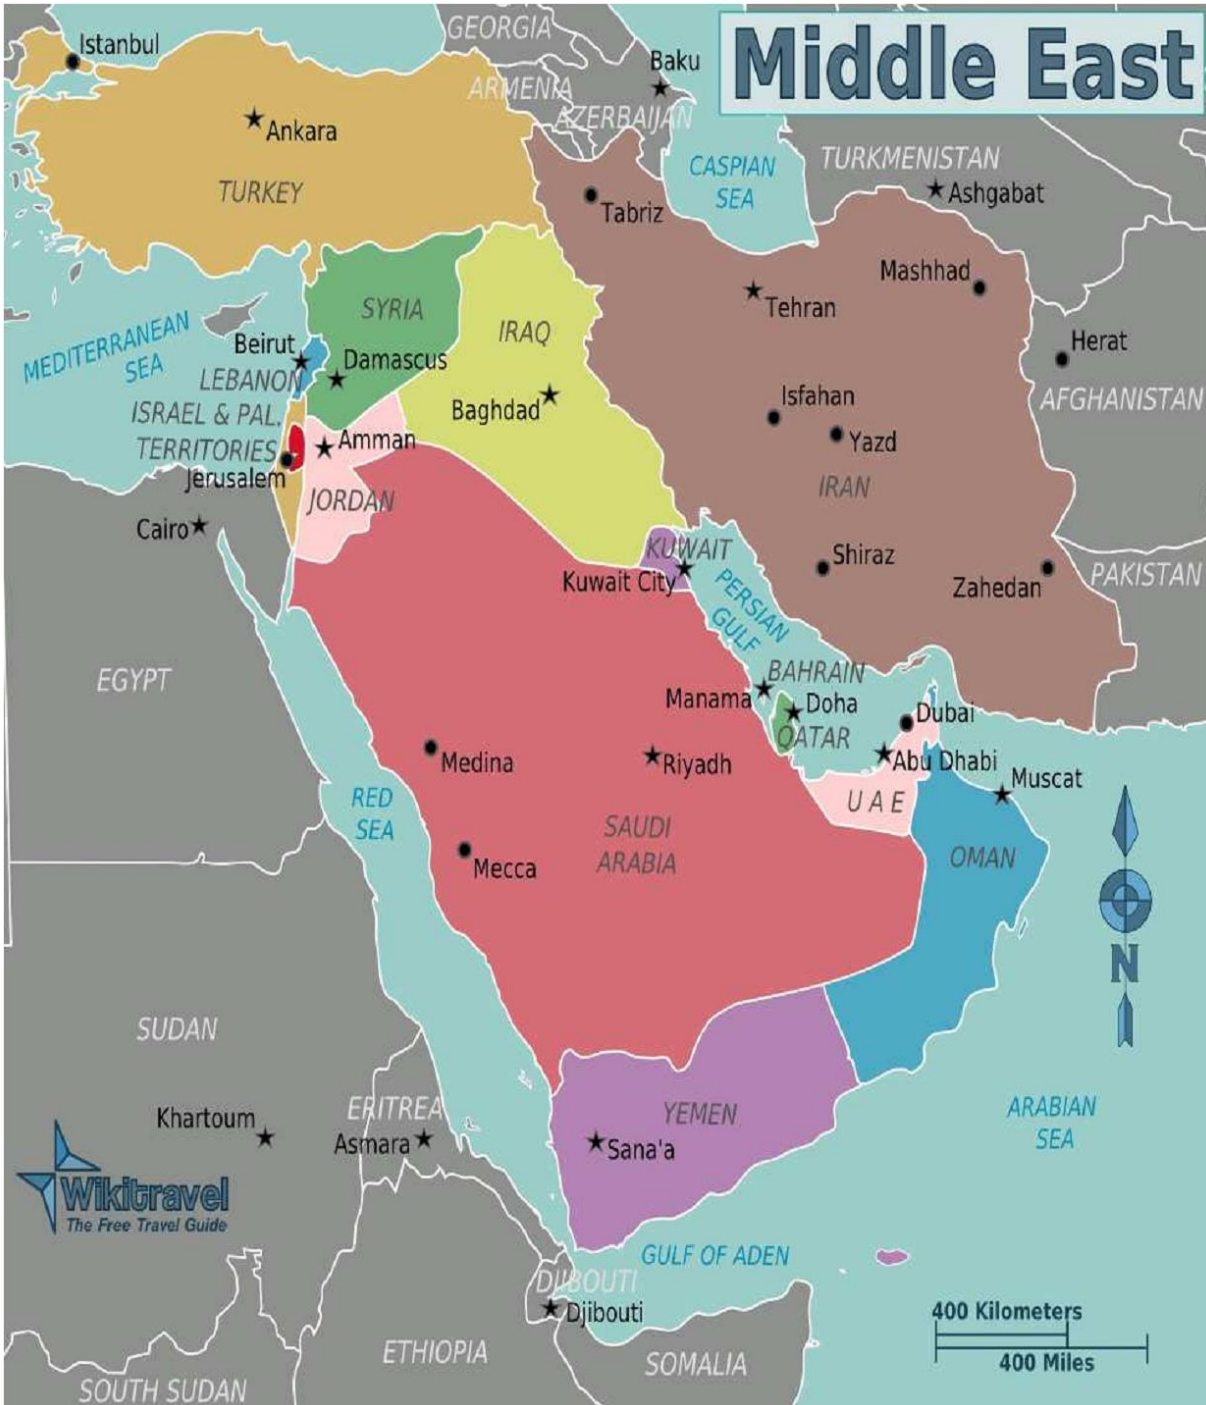 Middle East
GEORGIA
Istanbul
Baku
ARMENIA
AZERBAIJAN
Ankara
TURKEY
CASPIAN
SEA
TURKMENISTAN
Ashgabat
Tabriz
Mashhad
Tehran
SYRIA
IRAQ
MEDITERRANEAN
SEA
Beirut
LEBANON
Damascus
Herat
AFGHANISTAN
Isfahan
Baghdad
Yazd
ISRAEL & PAL.
TERRITORIES
Amman
Jerusalem
JORDAN
IRAN
Cairo
KUWAIT
Kuwait City
Shiraz
Zahedan
PAKISTAN
PERSIAN
GULF
EGYPT
BAHRAIN
Manama
Doha
QATAR
Dubai
Abu Dhabi
Medina
Riyadh
Muscat
RED
SEA
U A E
SAUDI
ARABIA
OMAN
Mecca
N
SUDAN
ERITREA
YEMEN
ARABIAN
SEA
Khartoum
Asmara
Sana'a
Wikitravel
The Free Travel Guide
GULF OF ADEN
DJIBOUTI
Djibouti
400 Kilometers
400 Miles
ETHIOPIA
SOMALIA
SOUTH SUDAN